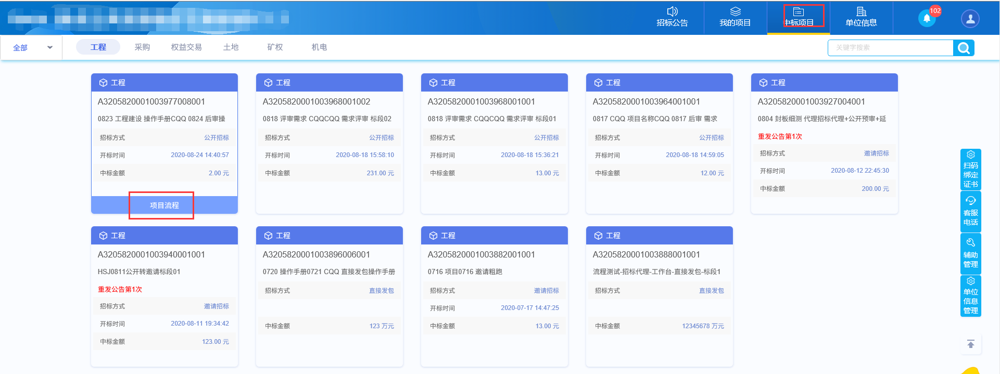 招标公告
我的项目
中标项目
单位信息
102
全部
工程
采购
权益交易
土地
矿权
机电
关键字搜索
工程
A3205820001003977008001
0823 工程建设 操作手册CQQ 0824 后审操
招标方式 公开招标
开标时间 2020-08-24 14:40:57
中标金额 2.00 元
项目流程
工程
A3205820001003968001002
0818 评审需求 CQQCQQ 需求评审 标段02
招标方式 公开招标
开标时间 2020-08-18 15:58:10
中标金额 231.00 元
工程
A3205820001003968001001
0818 评审需求 CQQCQQ 需求评审 标段01
招标方式 公开招标
开标时间 2020-08-18 15:36:21
中标金额 13.00 元
工程
A3205820001003964001001
0817 CQQ 项目名称CQQ 0817 后审 需求
招标方式 公开招标
开标时间 2020-08-18 14:59:05
中标金额 12.00 元
工程
A3205820001003927004001
0804 封板细测 代理招标代理+公开预审+延
重发公告第1次
招标方式 邀请招标
开标时间 2020-08-12 22:45:30
中标金额 200.00 元
工程
A3205820001003940001001
HSJ0811公开转邀请标段01
重发公告第1次
招标方式 邀请招标
开标时间 2020-08-11 19:34:42
中标金额 123.00 元
工程
A3205820001003896006001
0720 操作手册0721 CQQ 直接发包操作手册
招标方式 直接发包
中标金额 123 万元
工程
A3205820001003882001001
0716 项目0716 邀请粗跑
招标方式 邀请招标
开标时间 2020-07-17 14:47:25
中标金额 13.00 元
工程
A3205820001003888001001
流程测试-招标代理-工作台-直接发包-标段1
招标方式 直接发包
中标金额 12345678 万元
扫码
绑定
证书
客服
电话
辅助
管理
单位
信息
管理